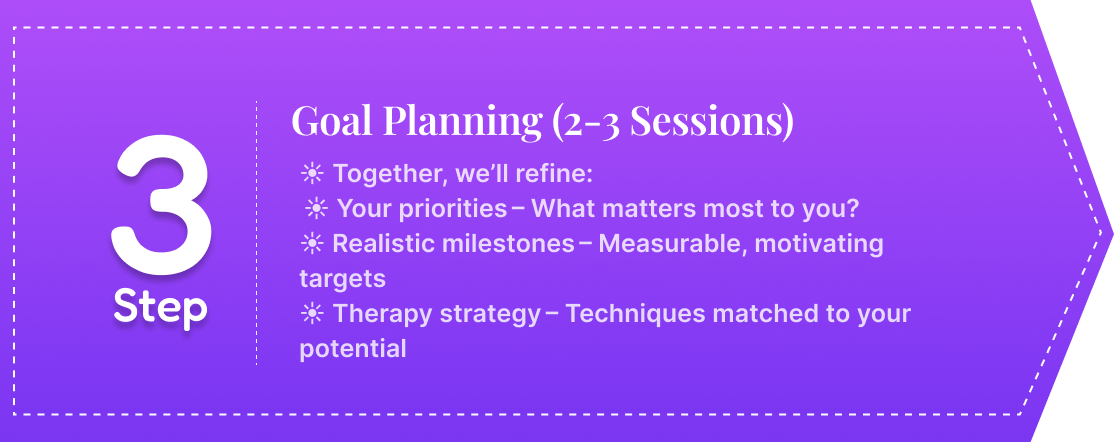 3
Step
Goal Planning (2-3 Sessions)
☀ Together, we’ll refine:
☀ Your priorities – What matters most to you?
☀ Realistic milestones – Measurable, motivating
targets
☀ Therapy strategy – Techniques matched to your
potential